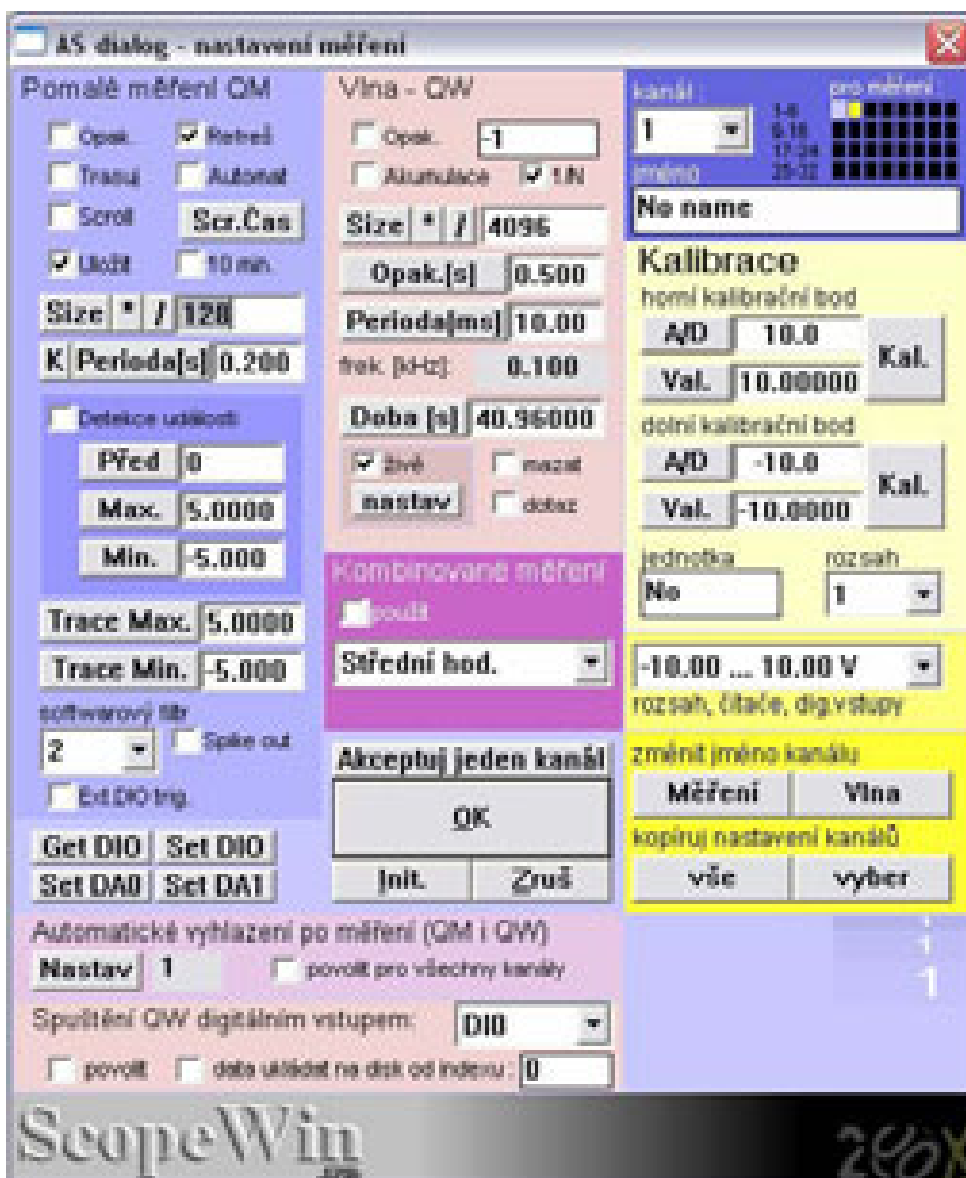 AS dialog - nastavení měření
Pomalé měření QM
Opak.
Refreš
Trasuj
Automat
Scroll
Scr.Čas
Uložit
10 min.
Size * / 128
K Perioda[s] 0.200
Detekce události
Před 0
Max. 5.0000
Min. -5.000
Trace Max. 5.0000
Trace Min. -5.000
softwarový filtr
2
Spike out
Ext.DIO trig.
Get DIO
Set DIO
Set DA0
Set DA1
Vlna - QW
Opak.
-1
Akumulace
1/N
Size * / 4096
Opak.[s] 0.500
Perioda[ms] 10.00
frek. [kHz]: 0.100
Doba [s] 40.96000
živě
mazat
nastav
dotaz
Kombinované měření
použít
Střední hod.
Akceptuj jeden kanál
OK
Init.
Zruš
kanál :
pro měření
1
1-8
9-16
17-24
25-32
jméno
No name
Kalibrace
horní kalibrační bod
A/D 10.0
Kal.
Val. 10.00000
dolní kalibrační bod
A/D -10.0
Kal.
Val. -10.0000
jednotka
rozsah
No
1
-10.00 ... 10.00 V
rozsah, čítače, dig.vstupy
změnit jméno kanálu
Měření
Vlna
kopíruj nastavení kanálů
vše
vyber
Automatické vyhlazení po měření (QM i QW)
Nastav 1
povolit pro všechny kanály
1
1
Spuštění QW digitálním vstupem:
DI0
povolit
data ukládat na disk od indexu : 0
ScopeWin